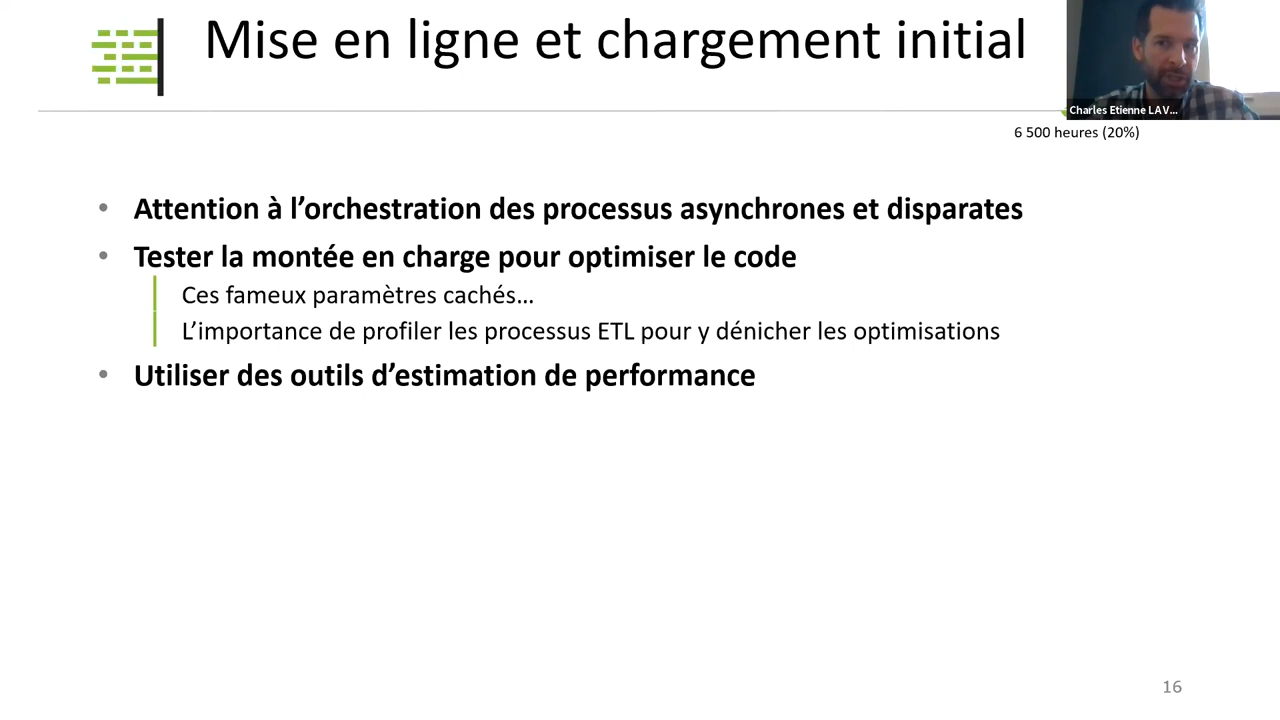 Mise en ligne et chargement initial
Charles Etienne LAV...
6 500 heures (20%)
• Attention à l’orchestration des processus asynchrones et disparates
• Tester la montée en charge pour optimiser le code
Ces fameux paramètres cachés…
L’importance de profiler les processus ETL pour y dénicher les optimisations
• Utiliser des outils d’estimation de performance
16